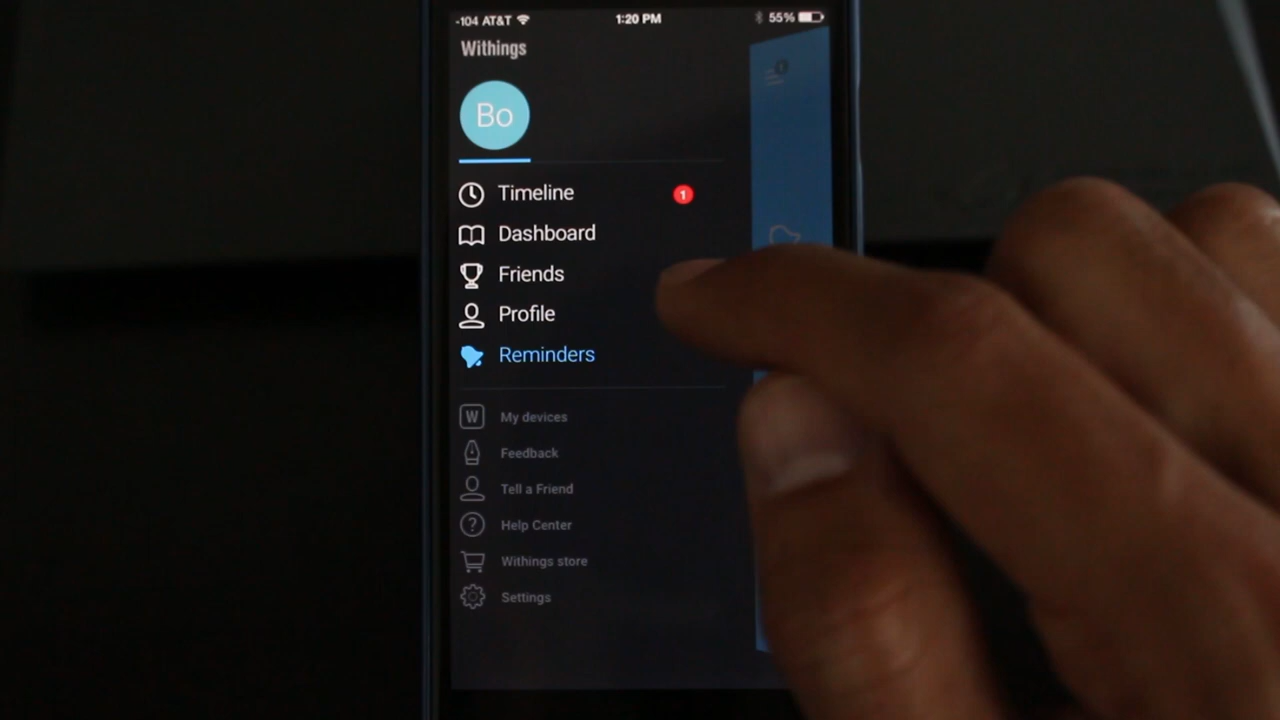 -104 AT&T 1:20 PM 55%
Withings
Bo
Timeline 1
Dashboard
Friends
Profile
Reminders
W My devices
Feedback
Tell a Friend
? Help Center
Withings store
Settings